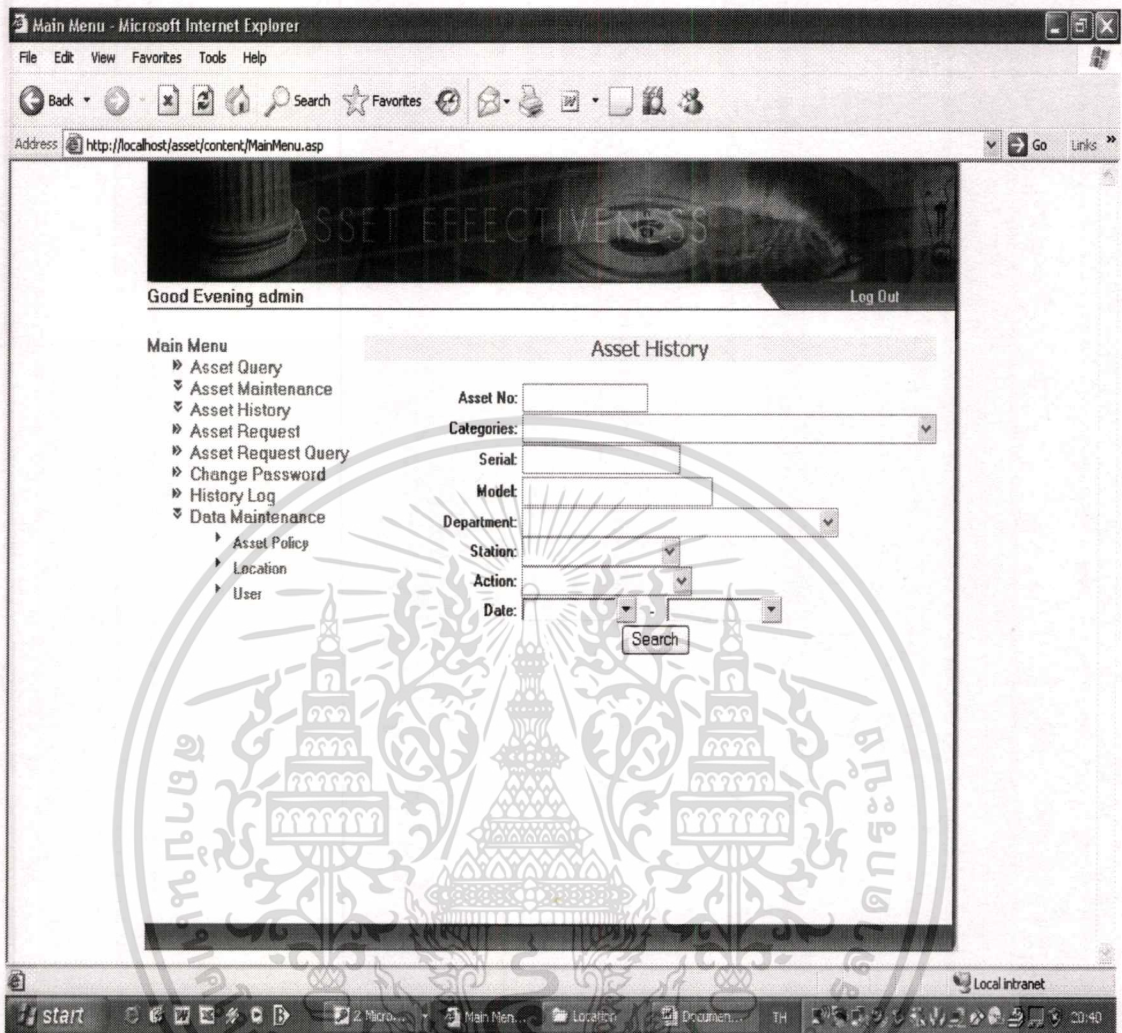 Main Menu - Microsoft Internet Explorer
File Edit View Favorites Tools Help
Back Search Favorites
Address http://localhost/asset/content/MainMenu.asp Go Links »
ASSET EFFECTIVENESS
Good Evening admin Log Out
Main Menu
Asset Query
Asset Maintenance
Asset History
Asset Request
Asset Request Query
Change Password
History Log
Data Maintenance
Asset Policy
Location
User
Asset History
Asset No:
Categories:
Serial:
Model:
Department:
Station:
Action:
Date: -
Search
Local intranet
start 2 Micro... Main Men... Location Documen... TH 20:40